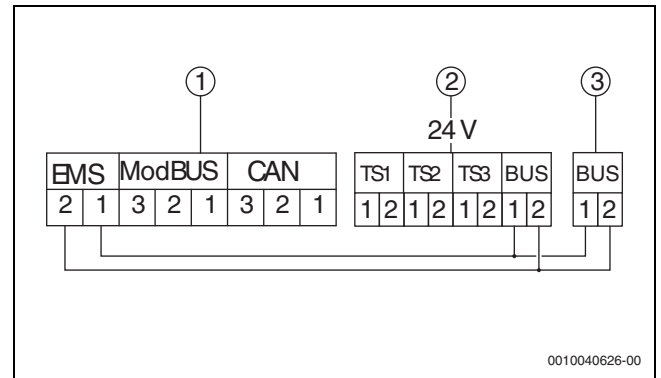 1 2 3
24 V
EMS ModBUS CAN TS1 TS2 TS3 BUS BUS
2 1 3 2 1 3 2 1 1 2 1 2 1 2 1 2 1 2
0010040626-00